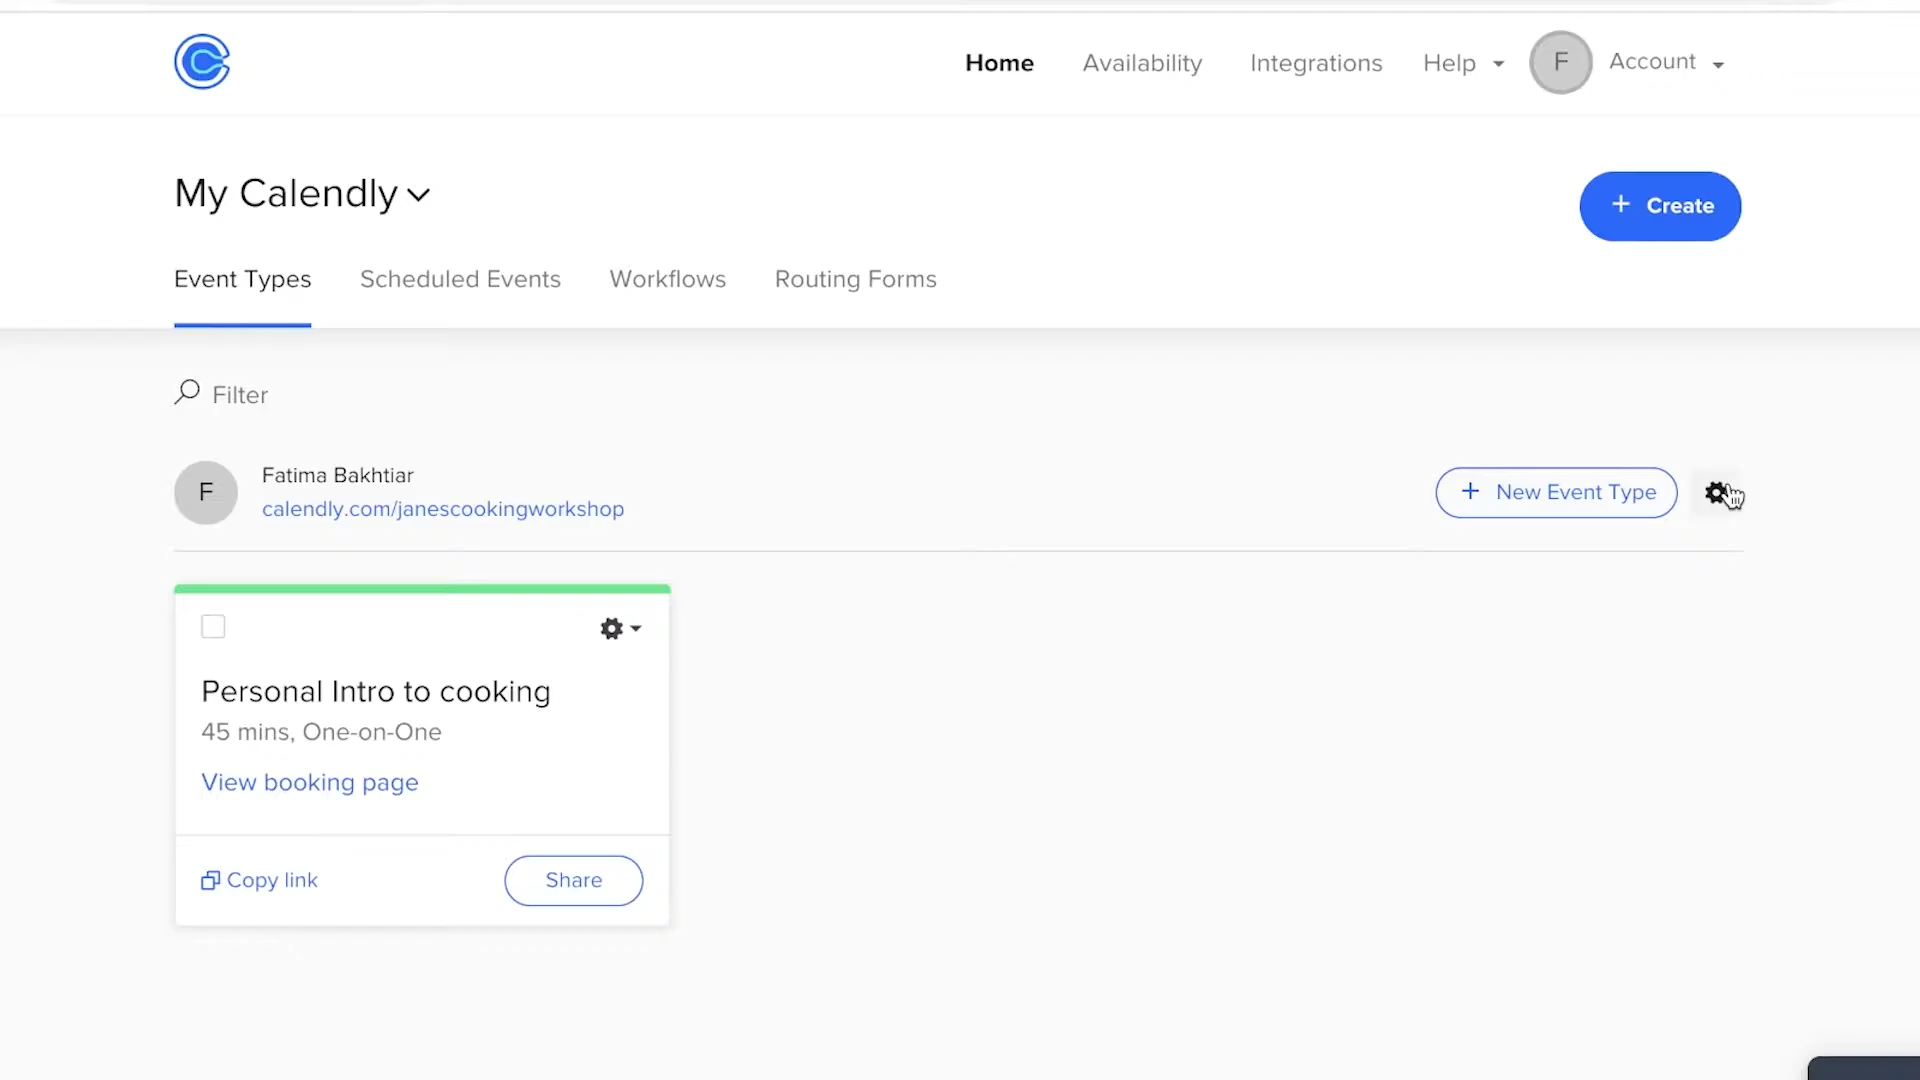 Home
Availability
Integrations
Help
F
Account
My Calendly
+ Create
Event Types
Scheduled Events
Workflows
Routing Forms
Filter
F
Fatima Bakhtiar
calendly.com/janescookingworkshop
+ New Event Type
Personal Intro to cooking
45 mins, One-on-One
View booking page
Copy link
Share